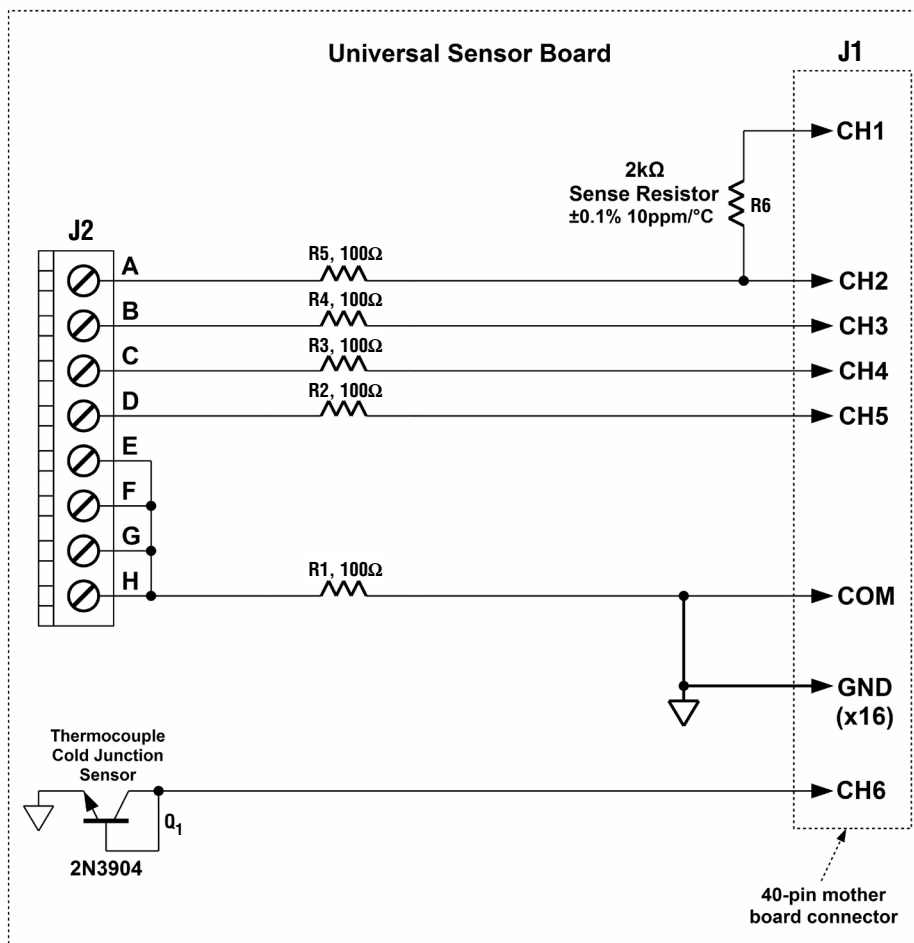 Universal Sensor Board
J1
CH1
2kΩ
Sense Resistor
±0.1% 10ppm/°C
R6
J2
A
R5, 100Ω
CH2
B
R4, 100Ω
CH3
C
R3, 100Ω
CH4
D
R2, 100Ω
CH5
E
F
G
H
R1, 100Ω
COM
GND
(x16)
Thermocouple
Cold Junction
Sensor
CH6
Q1
2N3904
40-pin mother
board connector